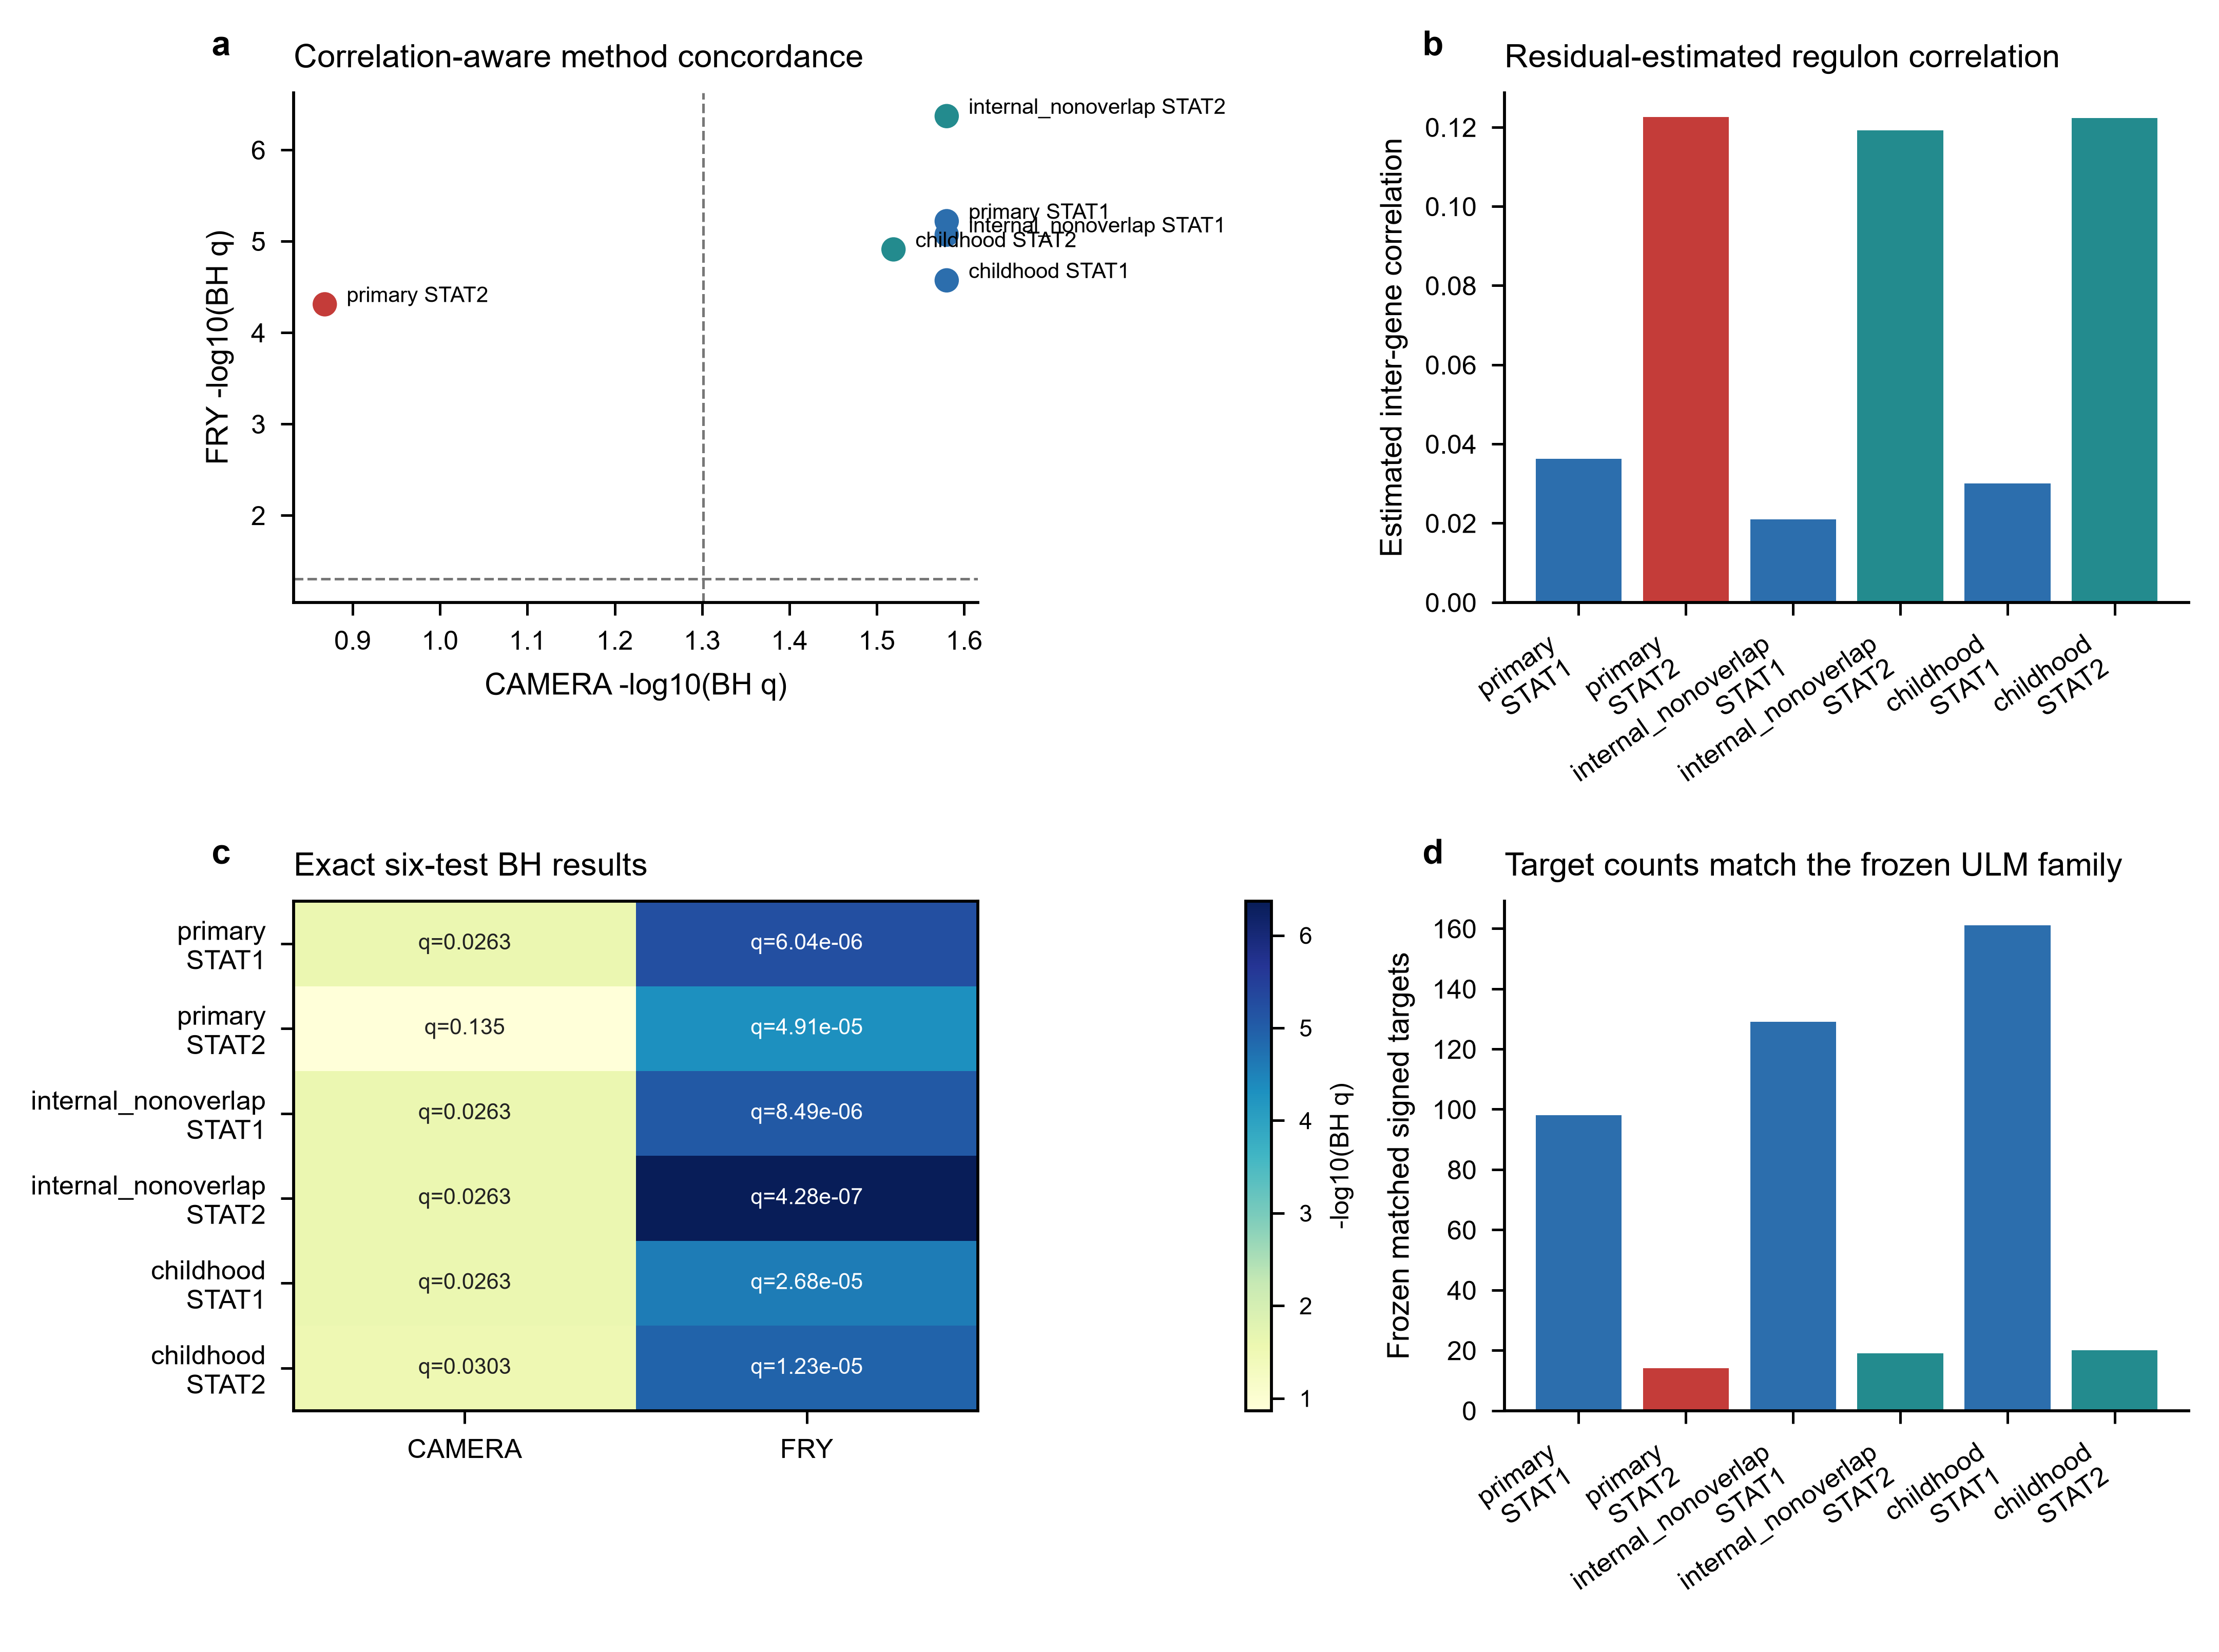 a
Correlation-aware method concordance
FRY -log10(BH q)
6
5
4
3
2
internal_nonoverlap STAT2
primary STAT1
internal_nonoverlap STAT1
childhood STAT2
childhood STAT1
primary STAT2
0.9 1.0 1.1 1.2 1.3 1.4 1.5 1.6
CAMERA -log10(BH q)
b
Residual-estimated regulon correlation
Estimated inter-gene correlation
0.12
0.10
0.08
0.06
0.04
0.02
0.00
primary
STAT1
primary
STAT2
internal_nonoverlap
STAT1
internal_nonoverlap
STAT2
childhood
STAT1
childhood
STAT2
c
Exact six-test BH results
primary
STAT1
q=0.0263 q=6.04e-06
primary
STAT2
q=0.135 q=4.91e-05
internal_nonoverlap
STAT1
q=0.0263 q=8.49e-06
internal_nonoverlap
STAT2
q=0.0263 q=4.28e-07
childhood
STAT1
q=0.0263 q=2.68e-05
childhood
STAT2
q=0.0303 q=1.23e-05
CAMERA FRY
6
5
4
3
2
1
-log10(BH q)
d
Target counts match the frozen ULM family
Frozen matched signed targets
160
140
120
100
80
60
40
20
0
primary
STAT1
primary
STAT2
internal_nonoverlap
STAT1
internal_nonoverlap
STAT2
childhood
STAT1
childhood
STAT2